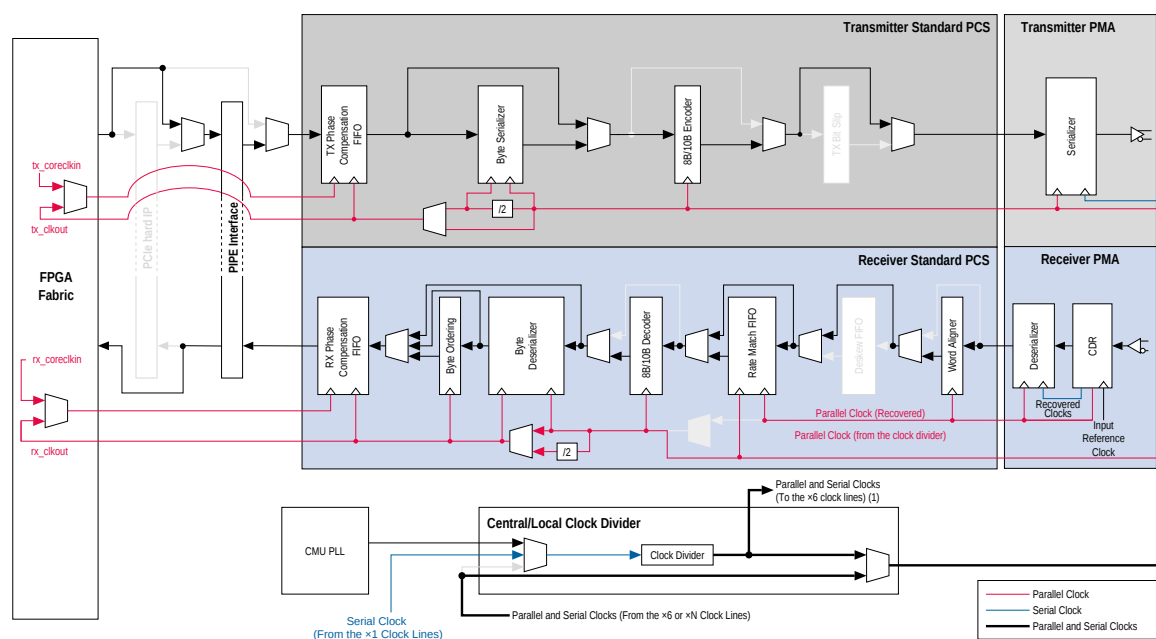 Transmitter Standard PCS
Transmitter PMA
TX Phase
Compensation
FIFO
Byte Serializer
8B/10B Encoder
TX Bit Slip
Serializer
/2
tx_coreclkin
tx_clkout
FPGA
Fabric
PCIe hard IP
PIPE Interface
rx_coreclkin
rx_clkout
Receiver Standard PCS
Receiver PMA
RX Phase
Compensation
FIFO
Byte Ordering
Byte
Deserializer
8B/10B Decoder
Rate Match FIFO
Deskew FIFO
Word Aligner
Deserializer
CDR
Parallel Clock (Recovered)
Parallel Clock (from the clock divider)
Recovered
Clocks
Input
Reference
Clock
/2
Parallel and Serial Clocks
(To the ×6 clock lines) (1)
Central/Local Clock Divider
CMU PLL
Clock Divider
Serial Clock
(From the ×1 Clock Lines)
Parallel and Serial Clocks (From the ×6 or ×N Clock Lines)
Parallel Clock
Serial Clock
Parallel and Serial Clocks